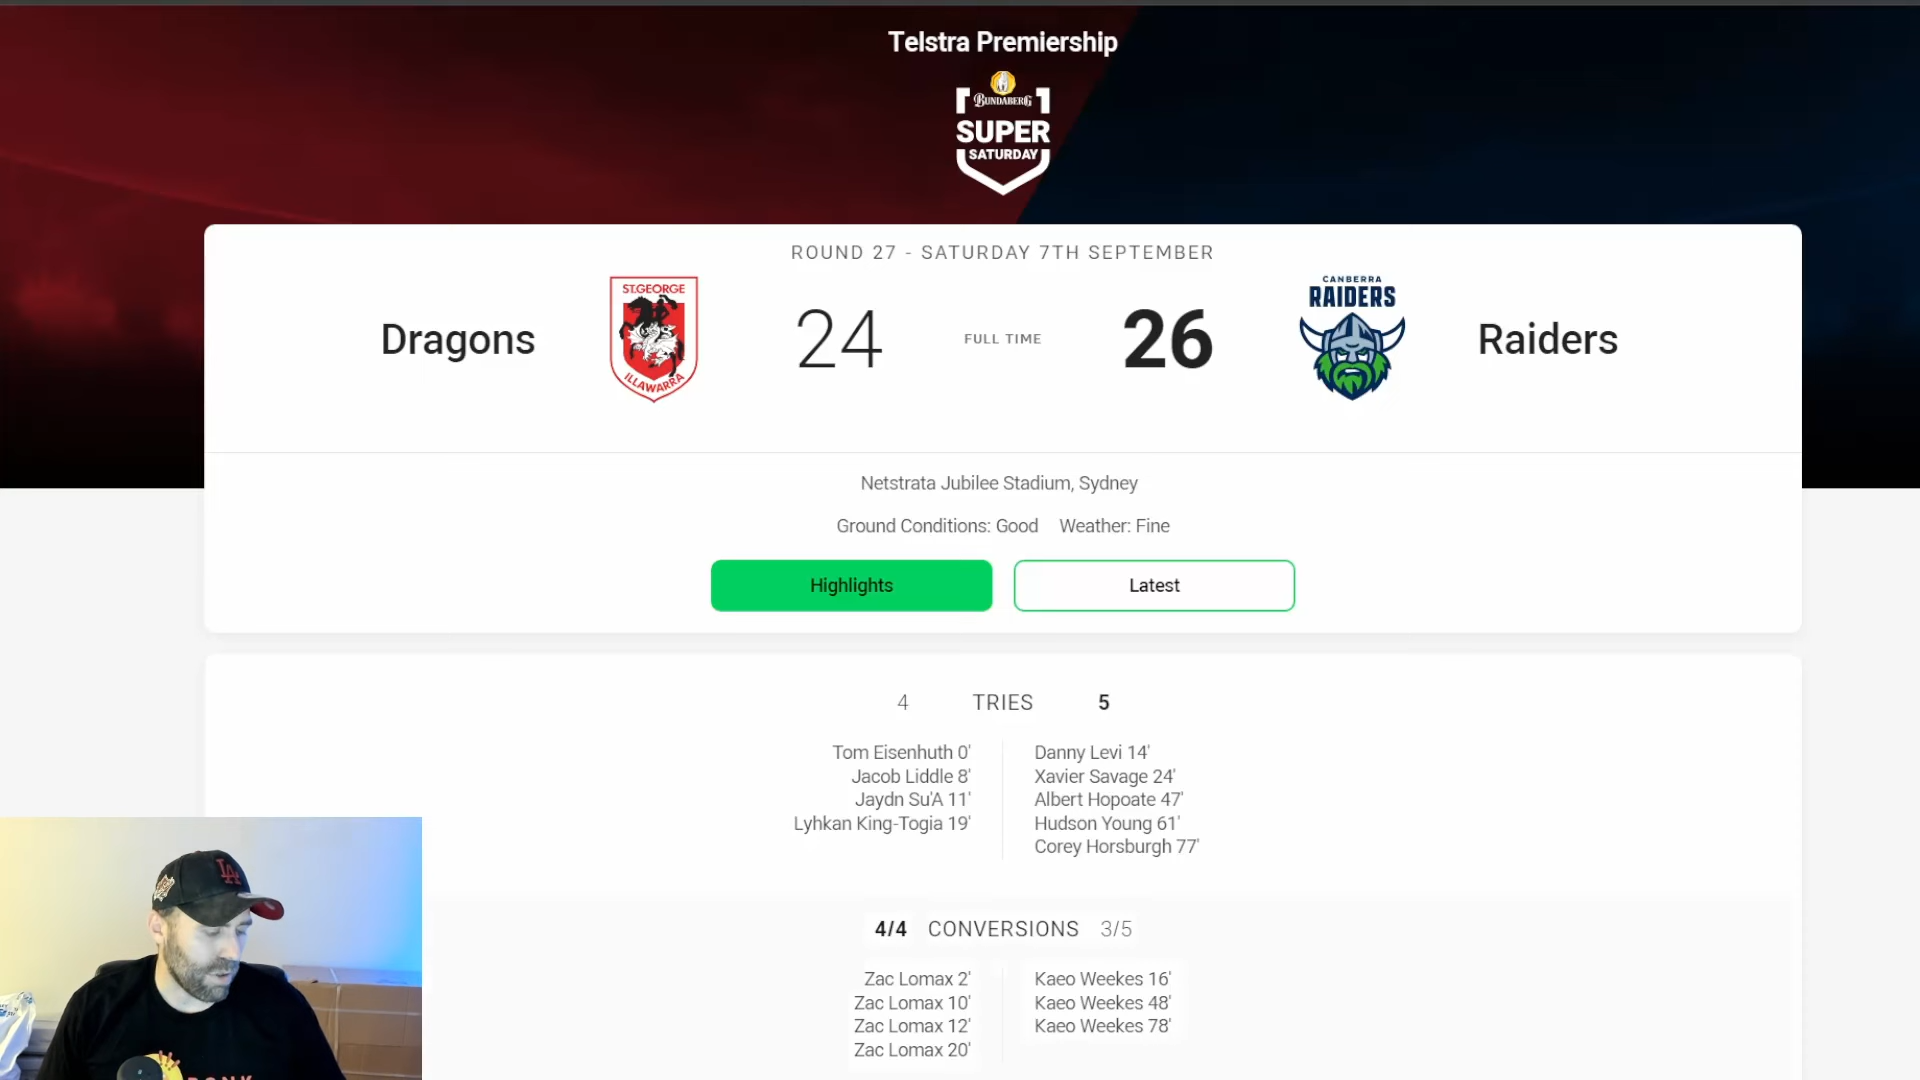 Telstra Premiership
BUNDABERG
SUPER
SATURDAY
ROUND 27 - SATURDAY 7TH SEPTEMBER
Dragons
ST.GEORGE
ILLAWARRA
24
FULL TIME
26
CANBERRA
RAIDERS
Raiders
Netstrata Jubilee Stadium, Sydney
Ground Conditions: Good Weather: Fine
Highlights
Latest
4 TRIES 5
Tom Eisenhuth 0'
Jacob Liddle 8'
Jaydn Su'A 11'
Lyhkan King-Togia 19'
Danny Levi 14'
Xavier Savage 24'
Albert Hopoate 47'
Hudson Young 61'
Corey Horsburgh 77'
4/4 CONVERSIONS 3/5
Zac Lomax 2'
Zac Lomax 10'
Zac Lomax 12'
Zac Lomax 20'
Kaeo Weekes 16'
Kaeo Weekes 48'
Kaeo Weekes 78'
LA